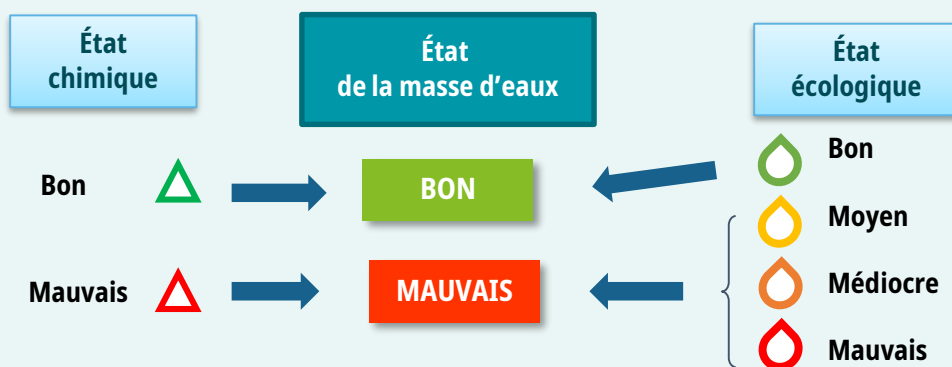 État
chimique
État
de la masse d’eaux
État
écologique
Bon
BON
Bon
Moyen
Mauvais
MAUVAIS
Médiocre
Mauvais